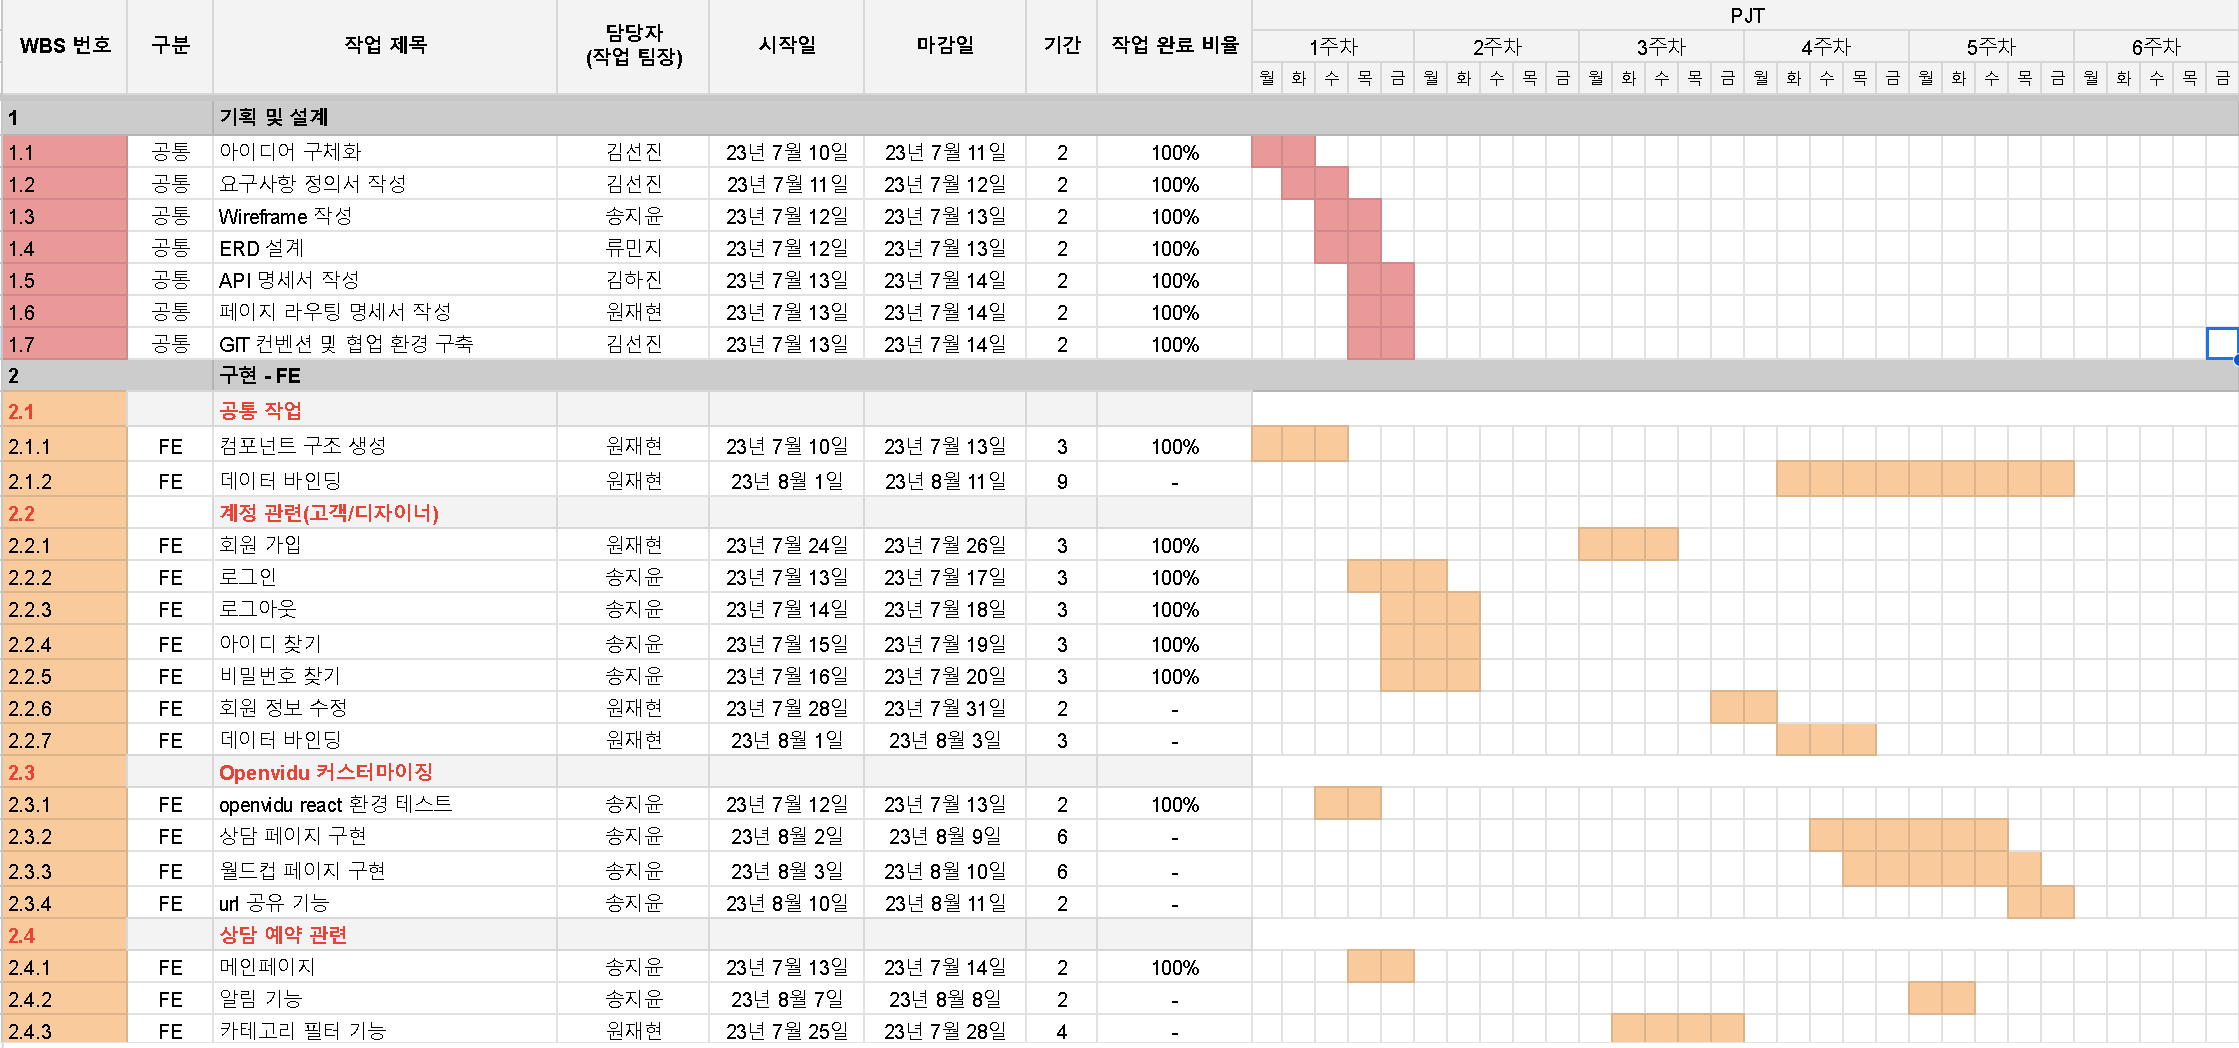 PJT
WBS 번호 구분 작업 제목 담당자 (작업 팀장) 시작일 마감일 기간 작업 완료 비율 1주차 2주차 3주차 4주차 5주차 6주차
월 화 수 목 금 월 화 수 목 금 월 화 수 목 금 월 화 수 목 금 월 화 수 목 금 월 화 수 목 금
1 기획 및 설계
1.1 공통 아이디어 구체화 김선진 23년 7월 10일 23년 7월 11일 2 100%
1.2 공통 요구사항 정의서 작성 김선진 23년 7월 11일 23년 7월 12일 2 100%
1.3 공통 Wireframe 작성 송지윤 23년 7월 12일 23년 7월 13일 2 100%
1.4 공통 ERD 설계 류민지 23년 7월 12일 23년 7월 13일 2 100%
1.5 공통 API 명세서 작성 김하진 23년 7월 13일 23년 7월 14일 2 100%
1.6 공통 페이지 라우팅 명세서 작성 원재현 23년 7월 13일 23년 7월 14일 2 100%
1.7 공통 GIT 컨벤션 및 협업 환경 구축 김선진 23년 7월 13일 23년 7월 14일 2 100%
2 구현 - FE
2.1 공통 작업
2.1.1 FE 컴포넌트 구조 생성 원재현 23년 7월 10일 23년 7월 13일 3 100%
2.1.2 FE 데이터 바인딩 원재현 23년 8월 1일 23년 8월 11일 9 -
2.2 계정 관련(고객/디자이너)
2.2.1 FE 회원 가입 원재현 23년 7월 24일 23년 7월 26일 3 100%
2.2.2 FE 로그인 송지윤 23년 7월 13일 23년 7월 17일 3 100%
2.2.3 FE 로그아웃 송지윤 23년 7월 14일 23년 7월 18일 3 100%
2.2.4 FE 아이디 찾기 송지윤 23년 7월 15일 23년 7월 19일 3 100%
2.2.5 FE 비밀번호 찾기 송지윤 23년 7월 16일 23년 7월 20일 3 100%
2.2.6 FE 회원 정보 수정 원재현 23년 7월 28일 23년 7월 31일 2 -
2.2.7 FE 데이터 바인딩 원재현 23년 8월 1일 23년 8월 3일 3 -
2.3 Openvidu 커스터마이징
2.3.1 FE openvidu react 환경 테스트 송지윤 23년 7월 12일 23년 7월 13일 2 100%
2.3.2 FE 상담 페이지 구현 송지윤 23년 8월 2일 23년 8월 9일 6 -
2.3.3 FE 월드컵 페이지 구현 송지윤 23년 8월 3일 23년 8월 10일 6 -
2.3.4 FE url 공유 기능 송지윤 23년 8월 10일 23년 8월 11일 2 -
2.4 상담 예약 관련
2.4.1 FE 메인페이지 송지윤 23년 7월 13일 23년 7월 14일 2 100%
2.4.2 FE 알림 기능 송지윤 23년 8월 7일 23년 8월 8일 2 -
2.4.3 FE 카테고리 필터 기능 원재현 23년 7월 25일 23년 7월 28일 4 -